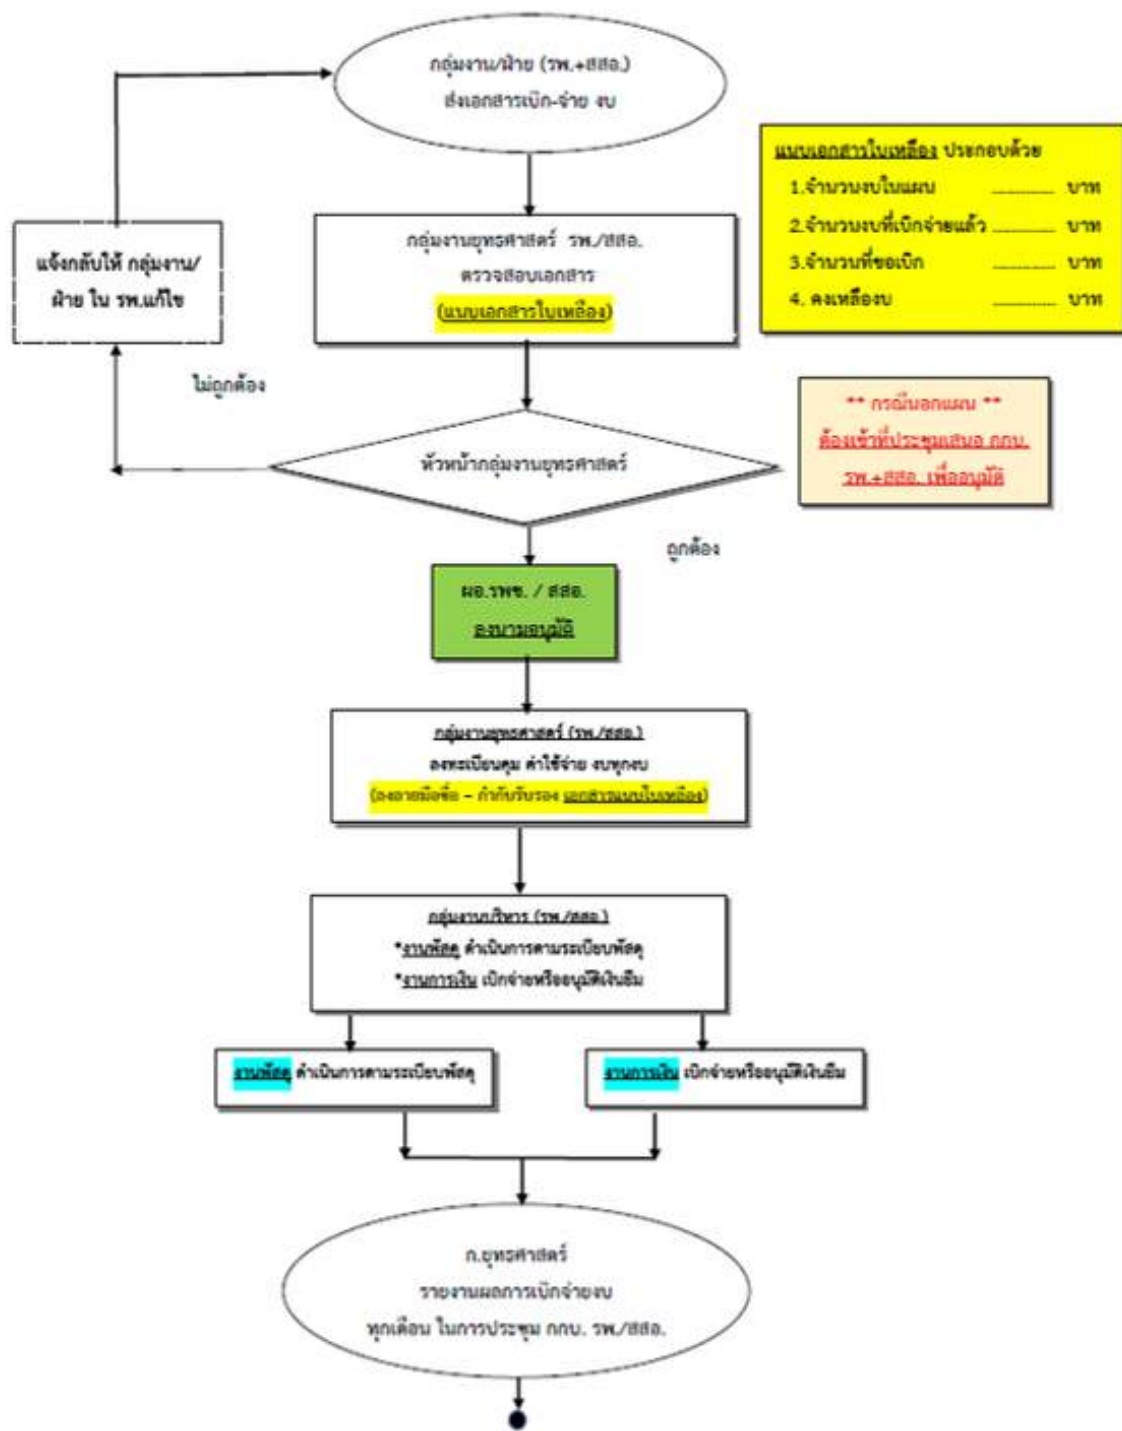 กลุ่มงาน/ฝ่าย (รพ.+สสอ.)
ส่งเอกสารเบิก-จ่าย งบ
แนบเอกสารใบเหลือง ประกอบด้วย
1.จำนวนงบในแผน ............... บาท
2.จำนวนงบที่เบิกจ่ายแล้ว ............... บาท
3.จำนวนที่ขอเบิก ............... บาท
4. คงเหลืองบ ............... บาท
กลุ่มงานยุทธศาสตร์ รพ./สสอ.
ตรวจสอบเอกสาร
(แนบเอกสารใบเหลือง)
แจ้งกลับให้ กลุ่มงาน/
ฝ่าย ใน รพ.แก้ไข
ไม่ถูกต้อง
** กรณีนอกแผน **
ต้องเข้าที่ประชุมเสนอ กกบ.
รพ.+สสอ. เพื่ออนุมัติ
หัวหน้ากลุ่มงานยุทธศาสตร์
ถูกต้อง
ผอ.รพช. / สสอ.
ลงนามอนุมัติ
กลุ่มงานยุทธศาสตร์ (รพ./สสอ.)
ลงทะเบียนคุม ค่าใช้จ่าย งบทุกงบ
(ลงลายมือชื่อ – กำกับรับรอง เอกสารแนบใบเหลือง)
กลุ่มงานบริหาร (รพ./สสอ.)
*งานพัสดุ ดำเนินการตามระเบียบพัสดุ
*งานการเงิน เบิกจ่ายหรืออนุมัติเงินยืม
งานพัสดุ ดำเนินการตามระเบียบพัสดุ
งานการเงิน เบิกจ่ายหรืออนุมัติเงินยืม
ก.ยุทธศาสตร์
รายงานผลการเบิกจ่ายงบ
ทุกเดือน ในการประชุม กกบ. รพ./สสอ.